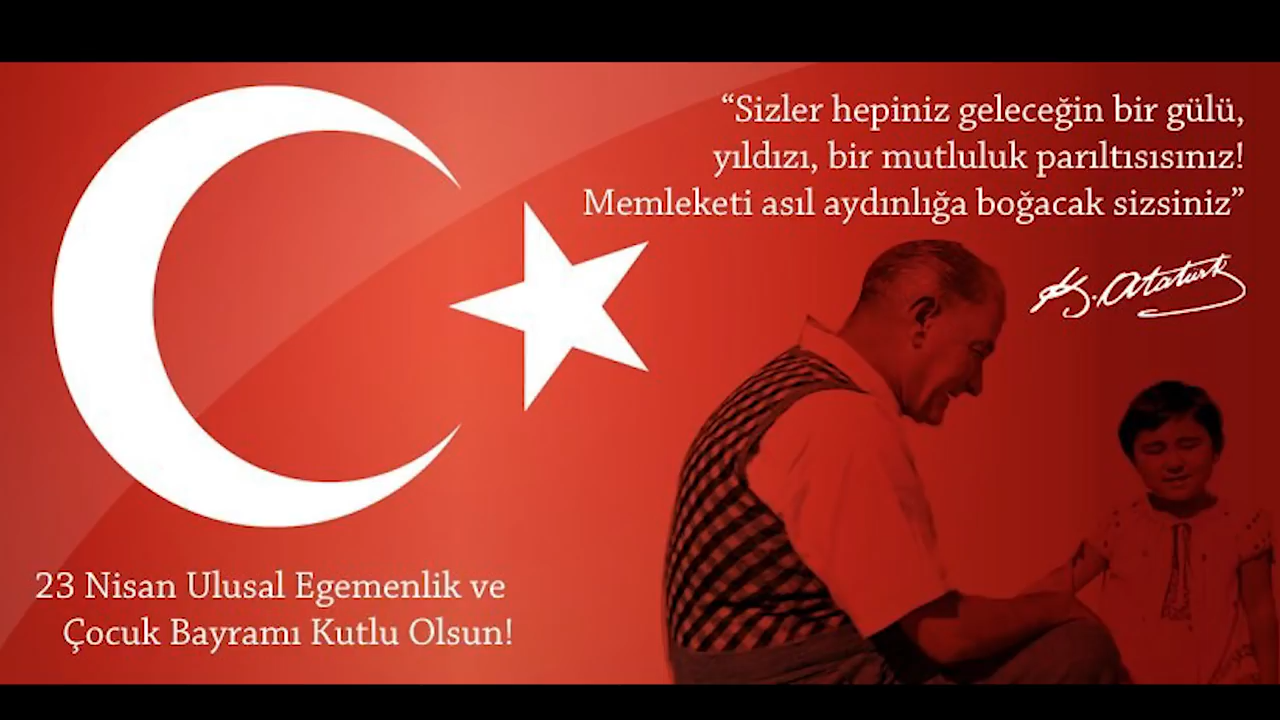 “Sizler hepiniz geleceğin bir gülü,
yıldızı, bir mutluluk parıltısısınız!
Memleketi asıl aydınlığa boğacak sizsiniz”
K. Atatürk
23 Nisan Ulusal Egemenlik ve
Çocuk Bayramı Kutlu Olsun!